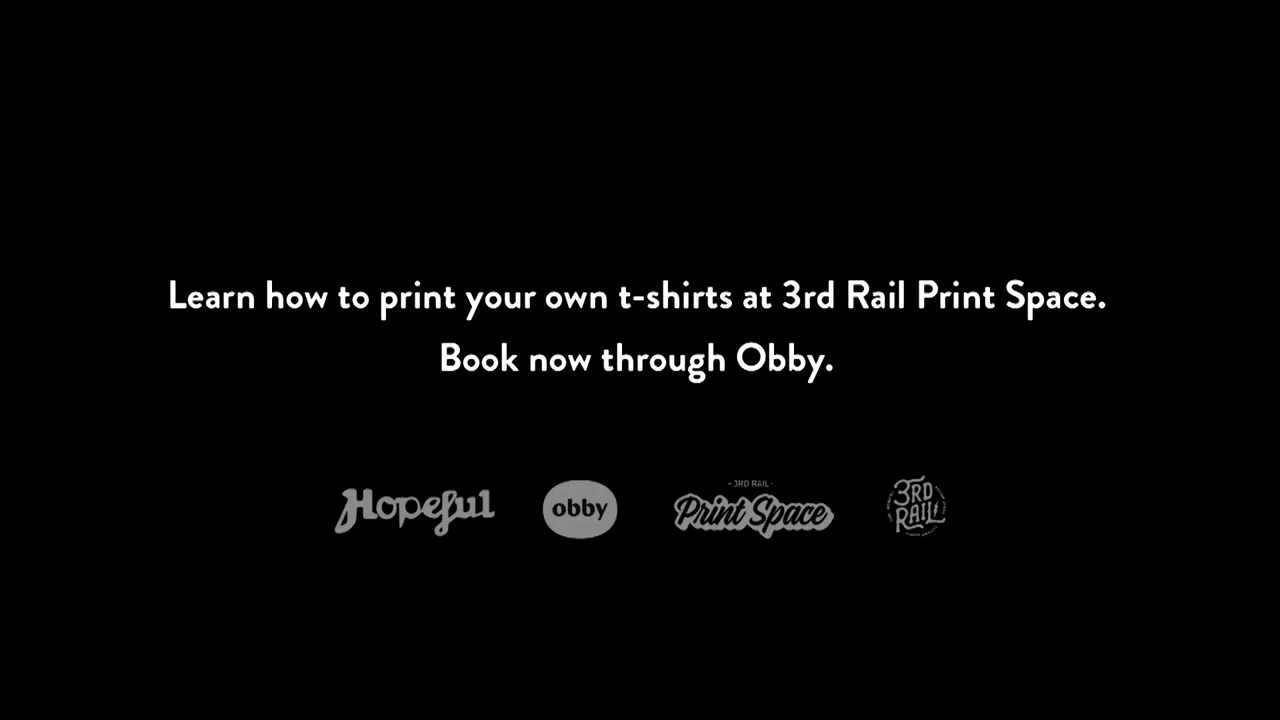 Learn how to print your own t-shirts at 3rd Rail Print Space.
Book now through Obby.
Hopeful
obby
- 3RD RAIL -
Print Space
3RD
RAIL